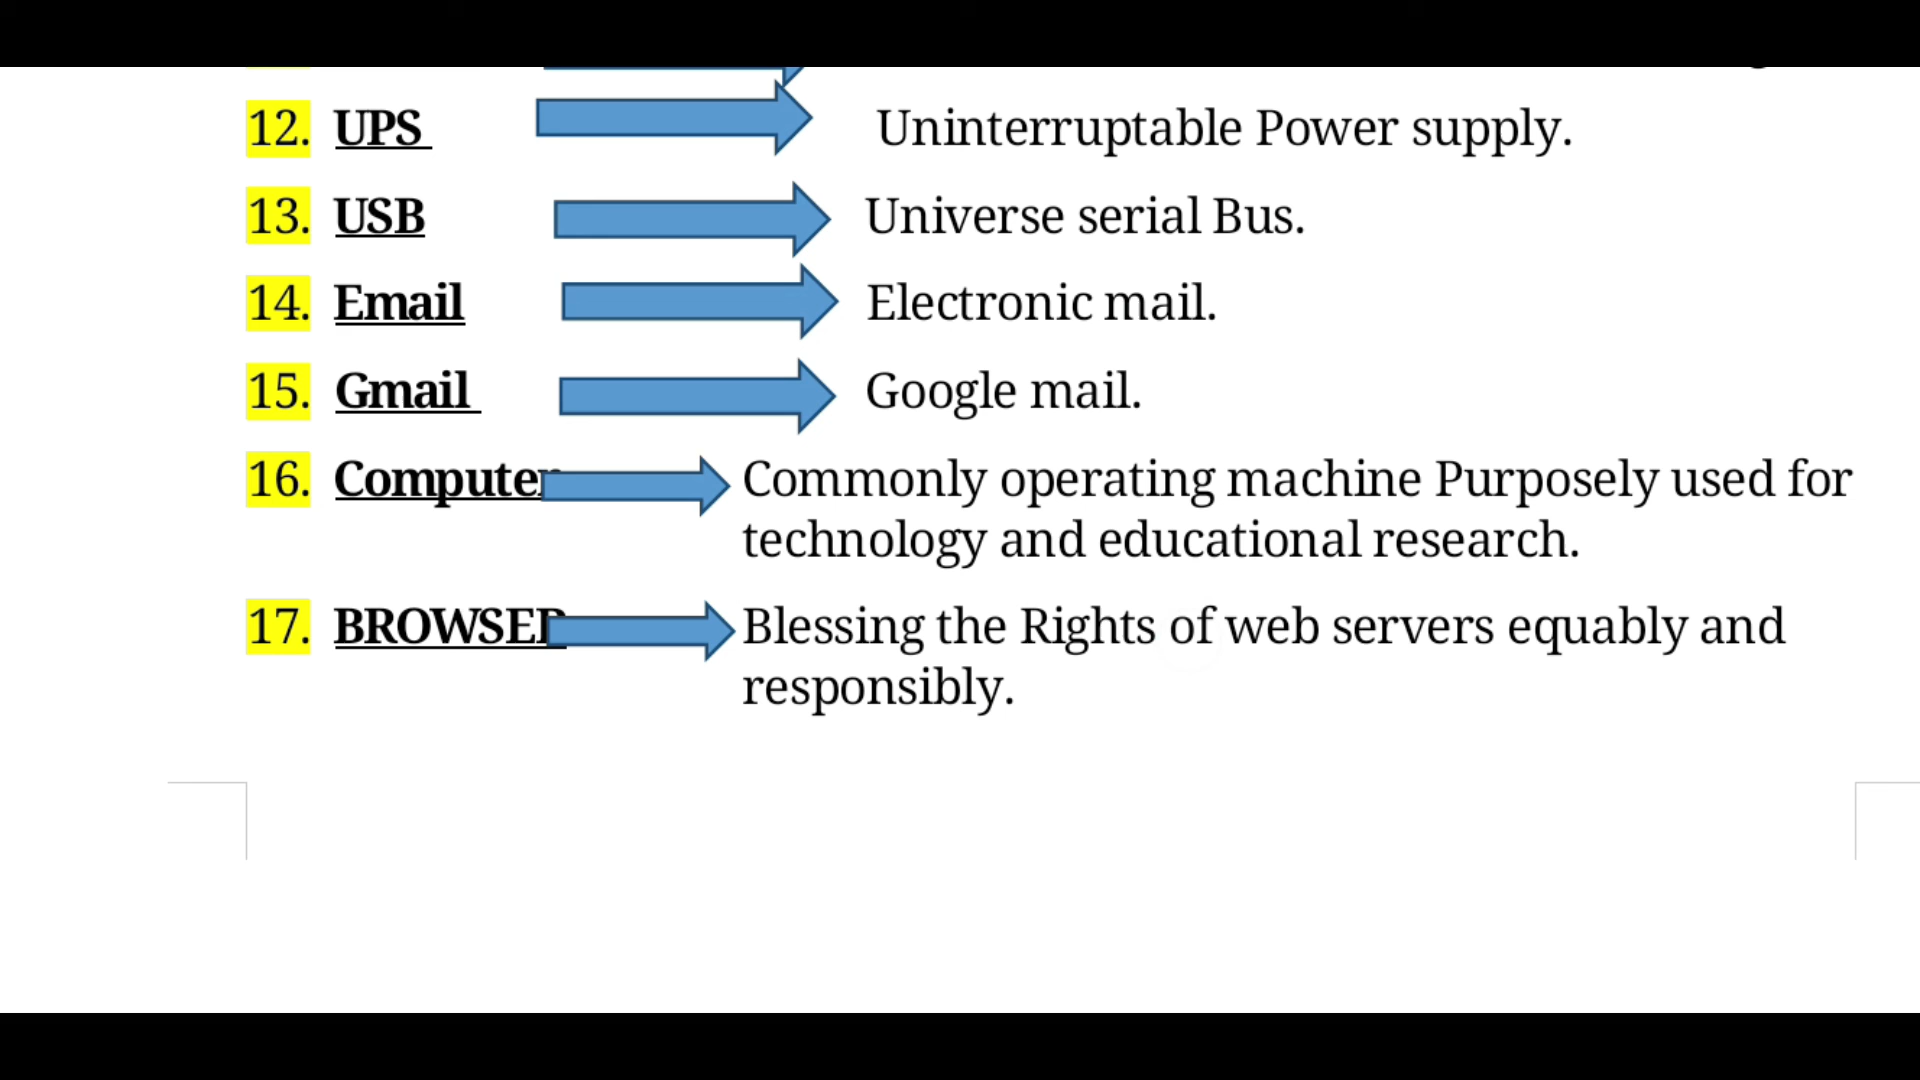 12. UPS Uninterruptable Power supply.
13. USB Universe serial Bus.
14. Email Electronic mail.
15. Gmail Google mail.
16. Computer Commonly operating machine Purposely used for
technology and educational research.
17. BROWSER Blessing the Rights of web servers equably and
responsibly.